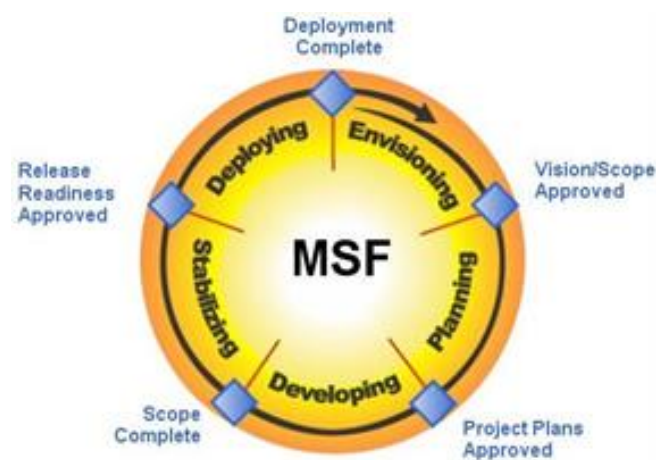 Deployment
Complete
Envisioning
Vision/Scope
Approved
Planning
Project Plans
Approved
Developing
Scope
Complete
Stabilizing
Release
Readiness
Approved
Deploying
MSF